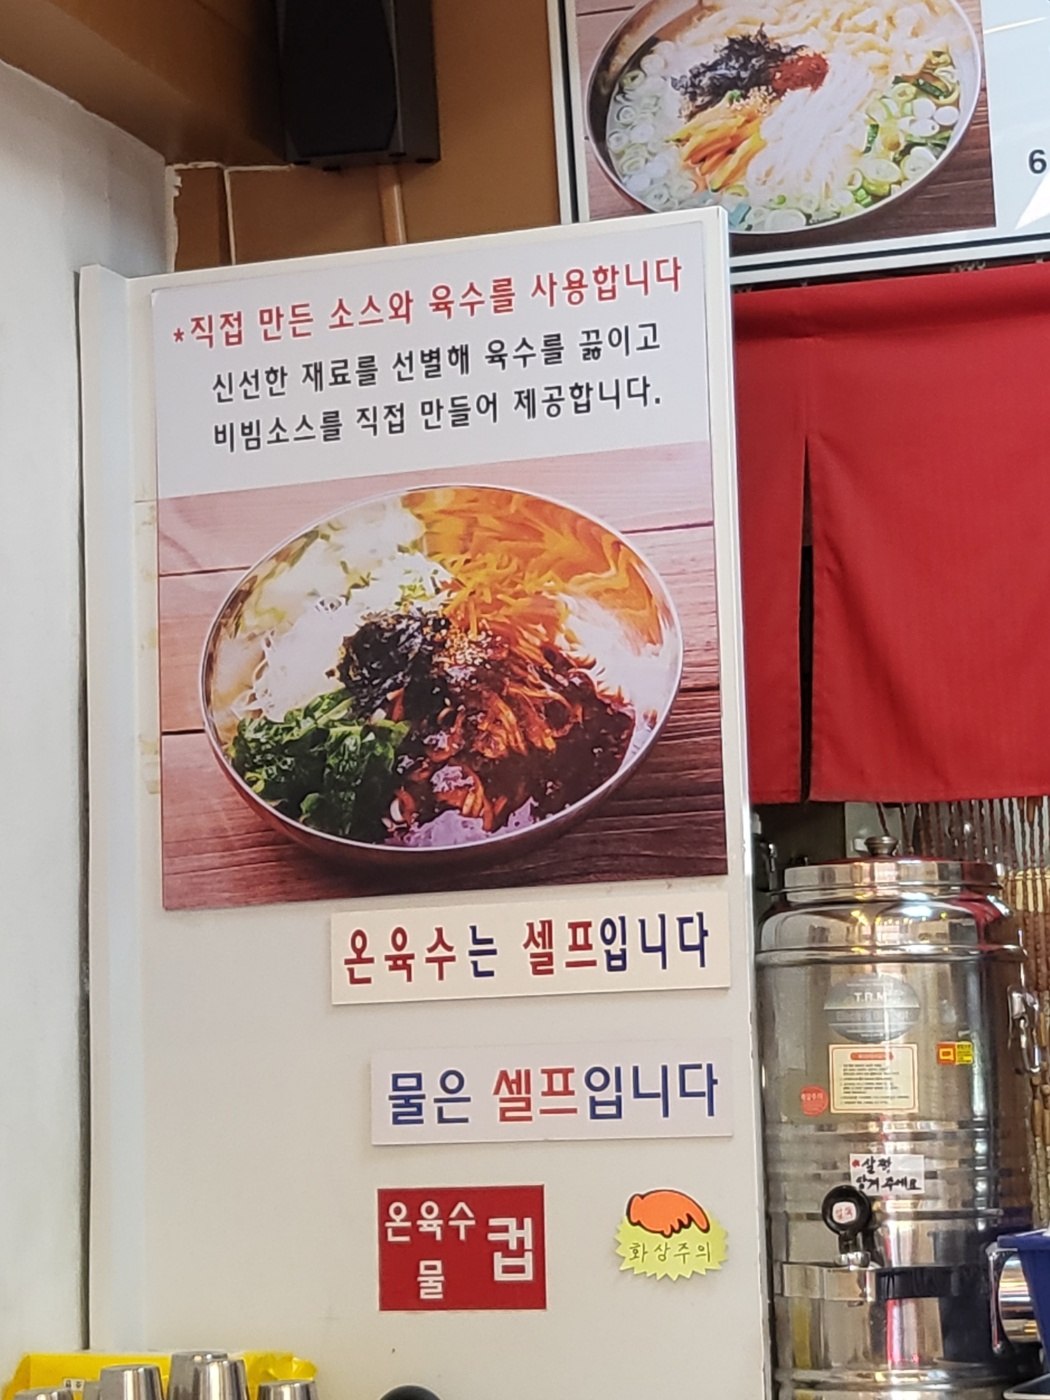 6
*직접 만든 소스와 육수를 사용합니다
신선한 재료를 선별해 육수를 끓이고
비빔소스를 직접 만들어 제공합니다.
온육수는 셀프입니다
물은 셀프입니다
온육수
물
컵
화상주의
T.R.M
*살짝
당겨 주세요